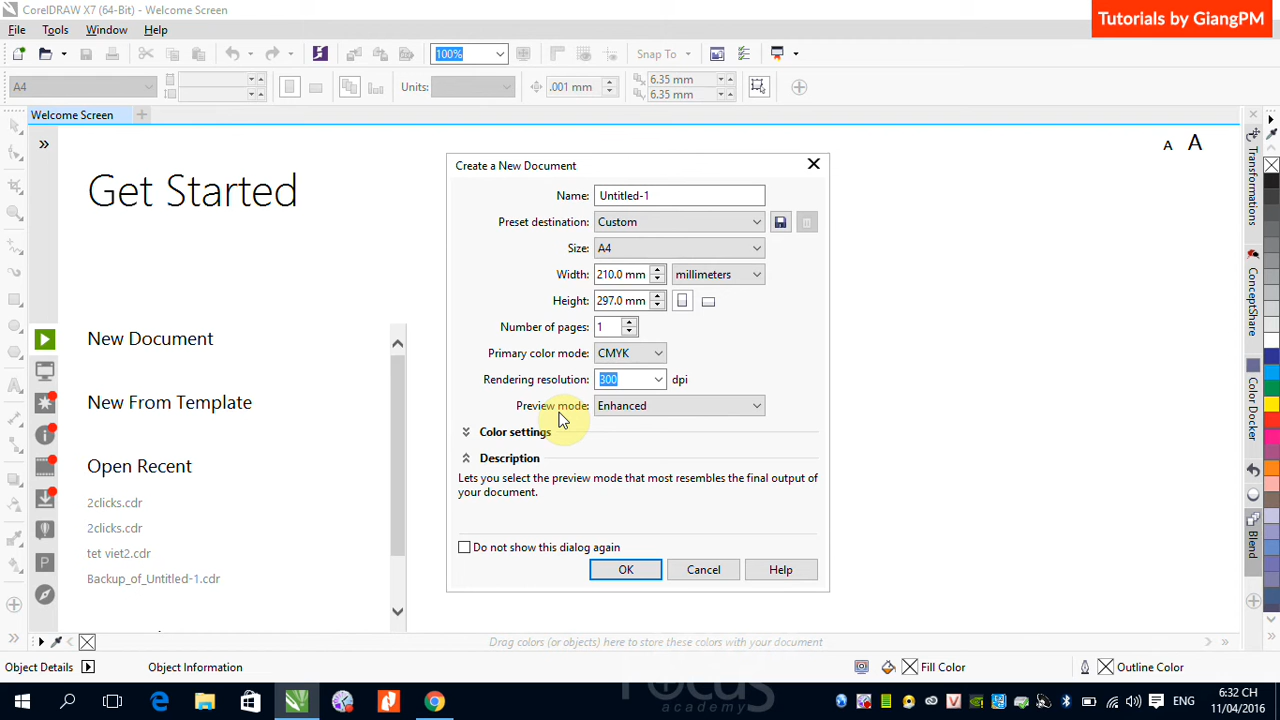 CorelDRAW X7 (64-Bit) - Welcome Screen
Tutorials by GiangPM
File Tools Window Help
100% Snap To
A4 Units: .001 mm 6.35 mm
6.35 mm
Welcome Screen
A A
Get Started
New Document
New From Template
Open Recent
2clicks.cdr
2clicks.cdr
tet viet2.cdr
Backup_of_Untitled-1.cdr
Create a New Document
Name: Untitled-1
Preset destination: Custom
Size: A4
Width: 210.0 mm millimeters
Height: 297.0 mm
Number of pages: 1
Primary color mode: CMYK
Rendering resolution: 300 dpi
Preview mode: Enhanced
Color settings
Description
Lets you select the preview mode that most resembles the final output of
your document.
Do not show this dialog again
OK Cancel Help
Transformations
ConceptShare
Color Docker
Blend
Drag colors (or objects) here to store these colors with your document
Object Details Object Information Fill Color Outline Color
Focus
academy
ENG
6:32 CH
11/04/2016